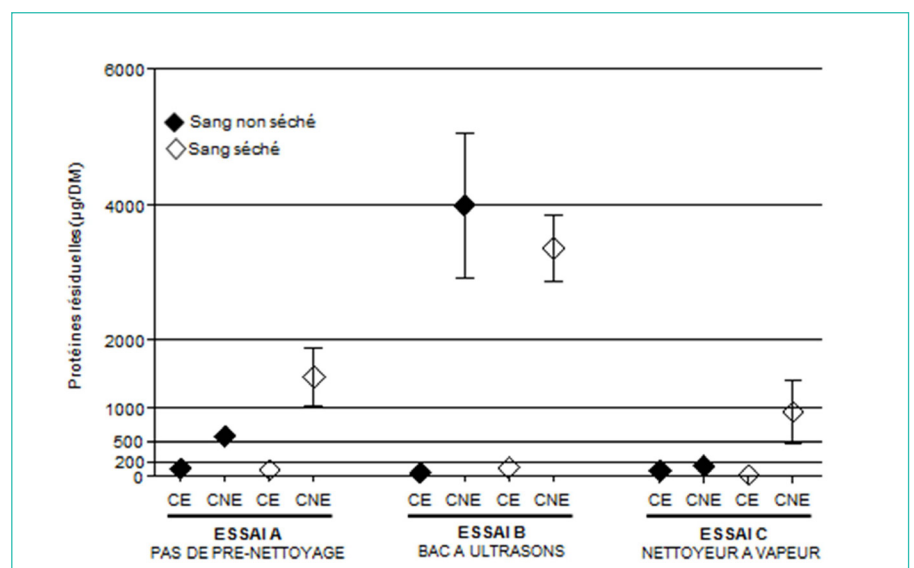 6000
Sang non séché
Sang séché
4000
Protéines résiduelles (µg/DM)
2000
1000
500
200
0
CE CNE CE CNE CE CNE CE CNE CE CNE CE CNE
ESSAI A ESSAI B ESSAI C
PAS DE PRE-NETTOYAGE BAC A ULTRASONS NETTOYEUR A VAPEUR